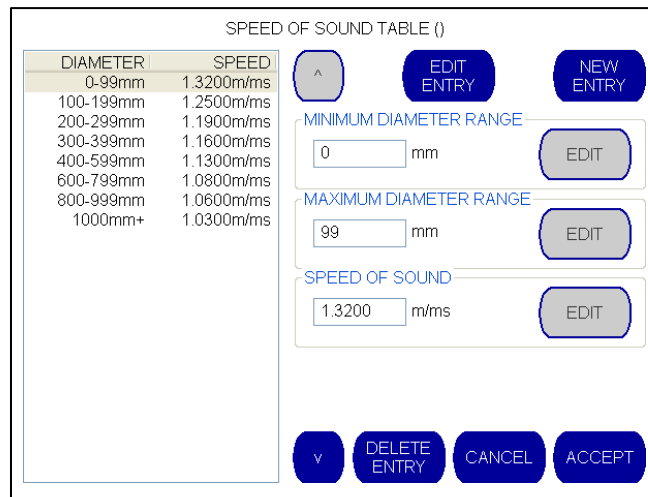 SPEED OF SOUND TABLE ()
DIAMETER SPEED
0-99mm 1.3200m/ms
100-199mm 1.2500m/ms
200-299mm 1.1900m/ms
300-399mm 1.1600m/ms
400-599mm 1.1300m/ms
600-799mm 1.0800m/ms
800-999mm 1.0600m/ms
1000mm+ 1.0300m/ms
^
EDIT
ENTRY
NEW
ENTRY
MINIMUM DIAMETER RANGE
0 mm EDIT
MAXIMUM DIAMETER RANGE
99 mm EDIT
SPEED OF SOUND
1.3200 m/ms EDIT
v
DELETE
ENTRY
CANCEL
ACCEPT